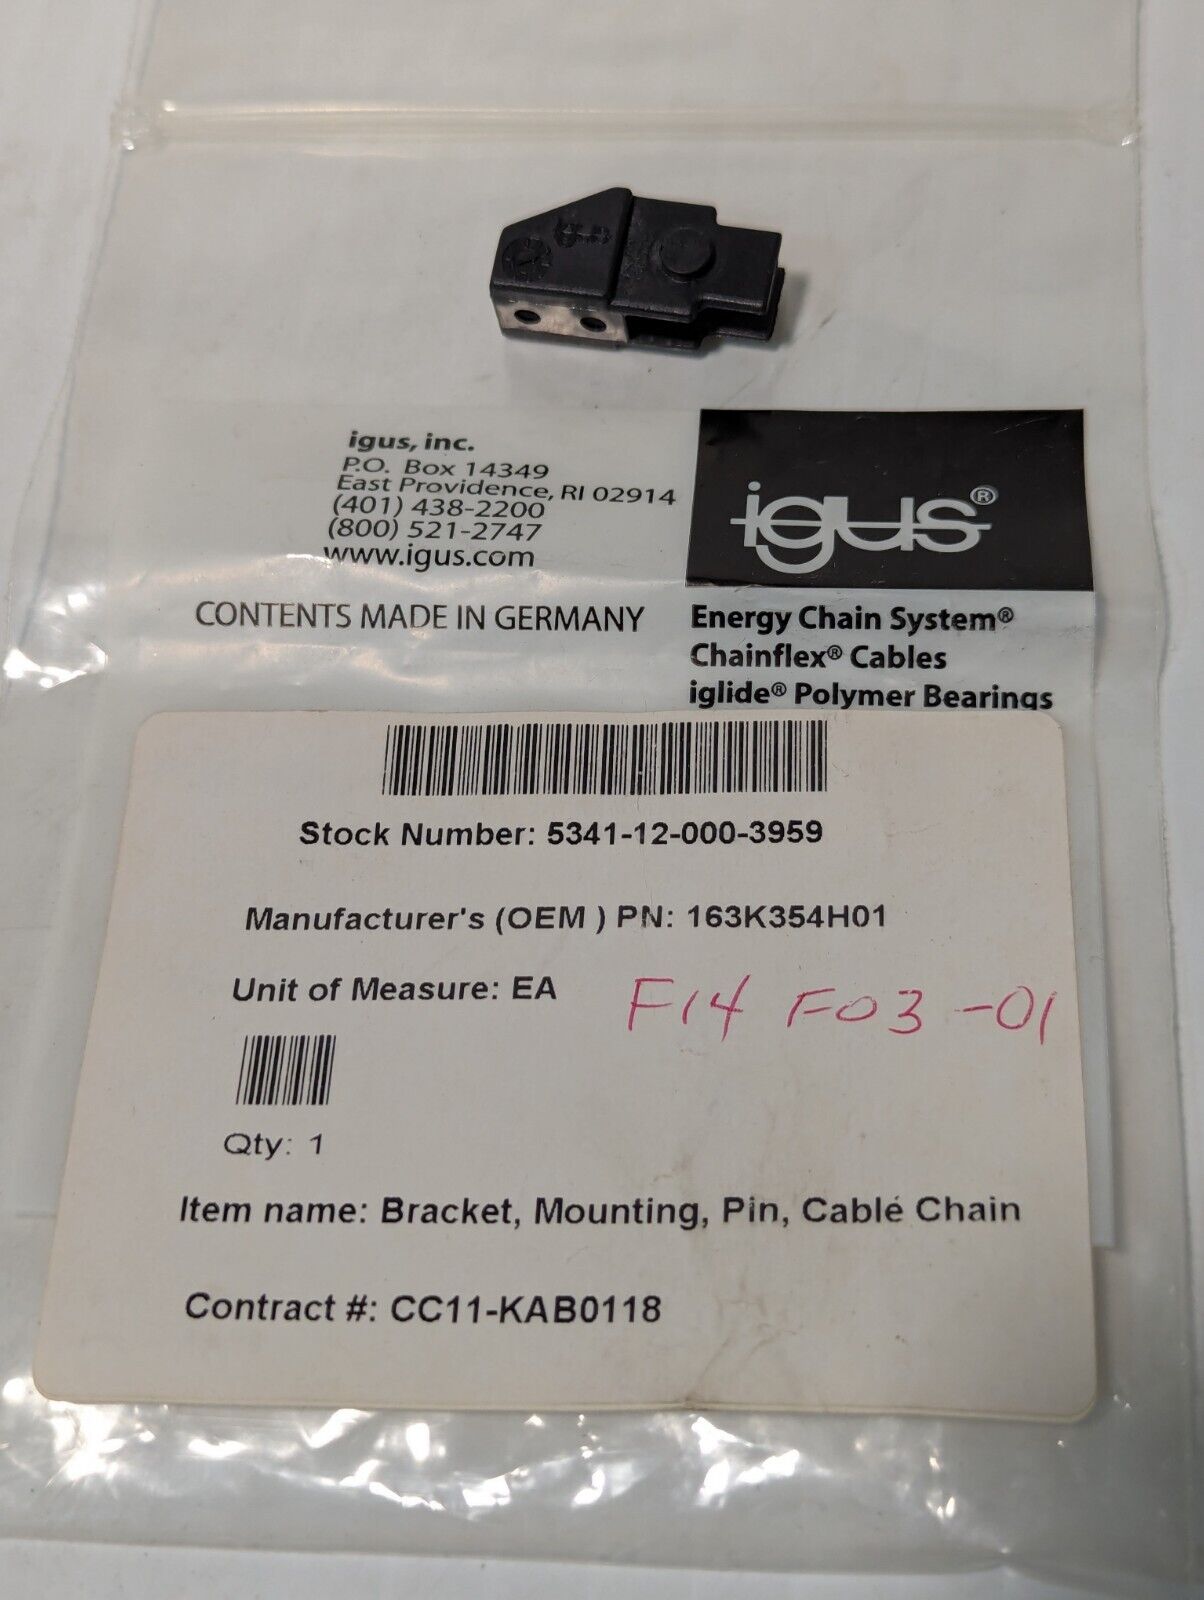 igus, inc.
P.O. Box 14349
East Providence, RI 02914
(401) 438-2200
(800) 521-2747
www.igus.com
CONTENTS MADE IN GERMANY
igus®
Energy Chain System®
Chainflex® Cables
iglide® Polymer Bearings
Stock Number: 5341-12-000-3959
Manufacturer's (OEM ) PN: 163K354H01
Unit of Measure: EA
F14 F03-01
Qty: 1
Item name: Bracket, Mounting, Pin, Cable Chain
Contract #: CC11-KAB0118